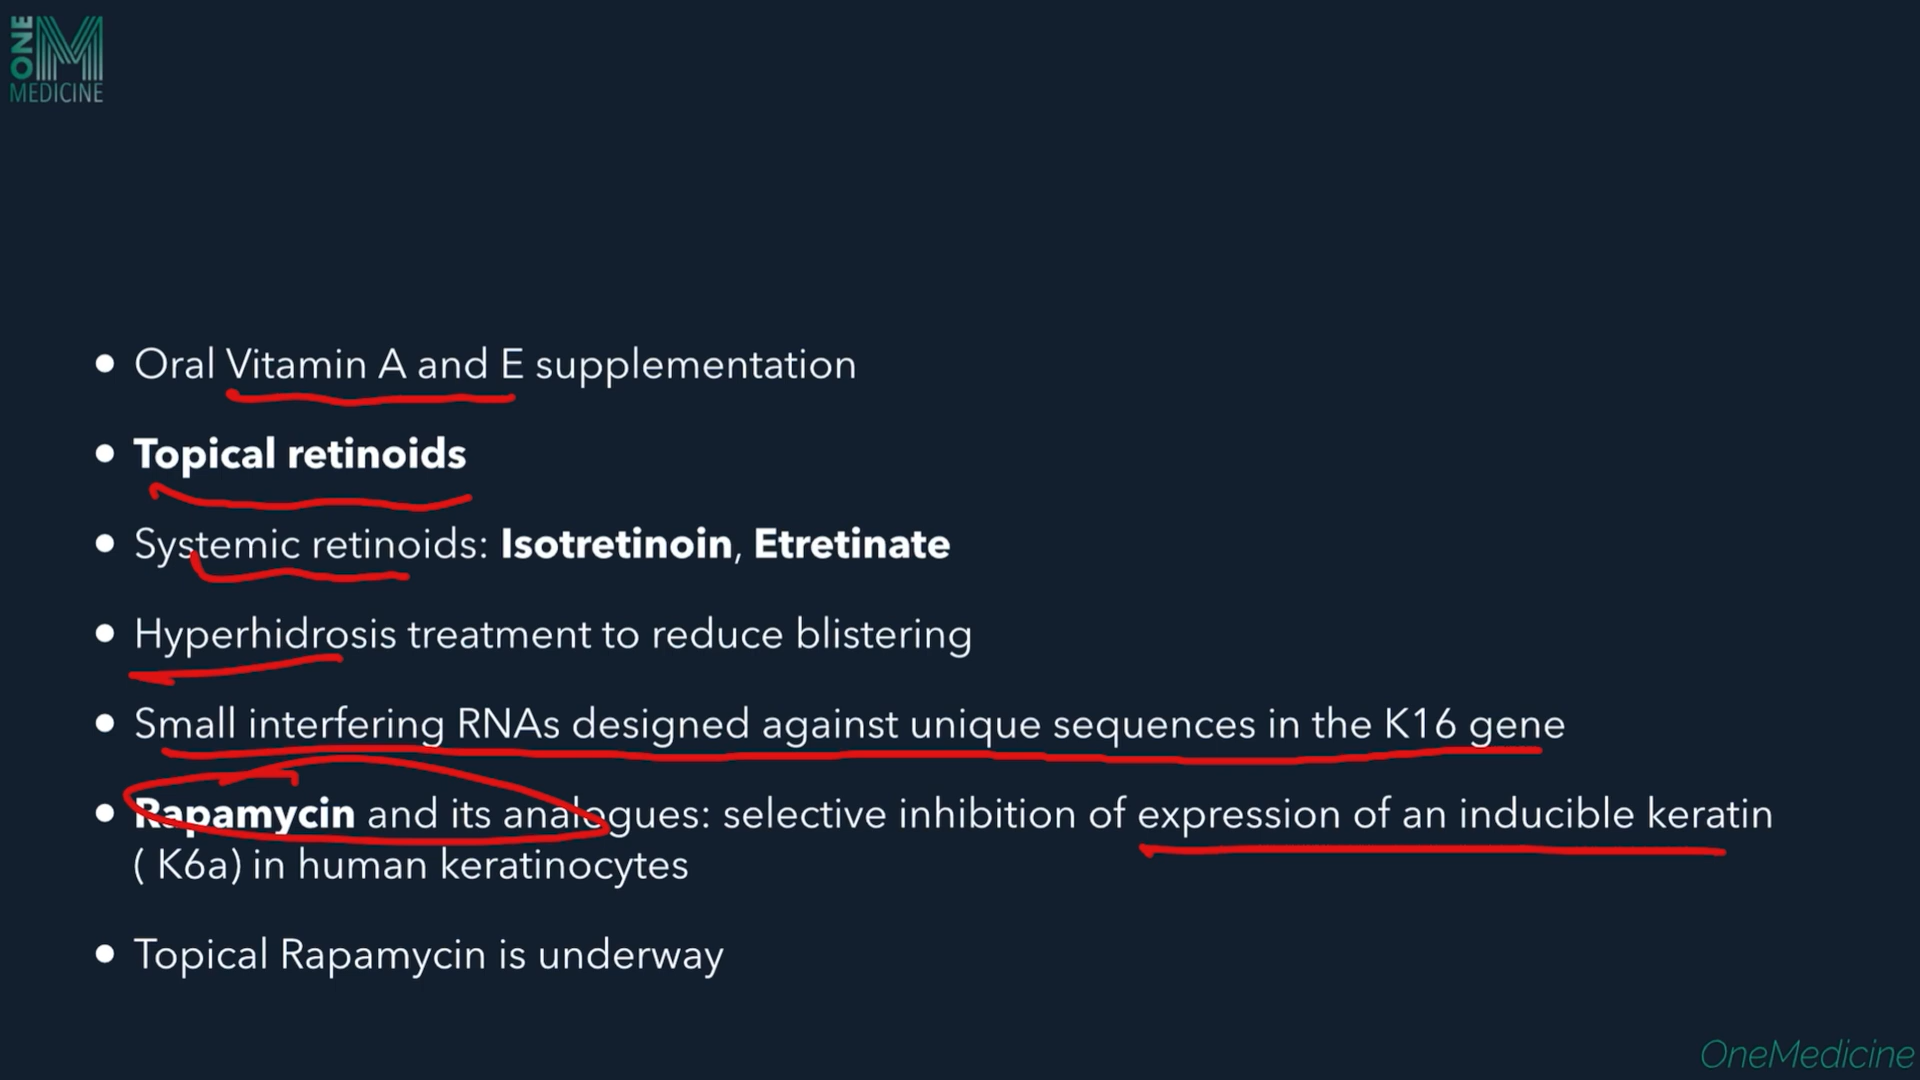 ONE
M
MEDICINE
• Oral Vitamin A and E supplementation
• Topical retinoids
• Systemic retinoids: Isotretinoin, Etretinate
• Hyperhidrosis treatment to reduce blistering
• Small interfering RNAs designed against unique sequences in the K16 gene
• Rapamycin and its analogues: selective inhibition of expression of an inducible keratin
( K6a) in human keratinocytes
• Topical Rapamycin is underway
OneMedicine